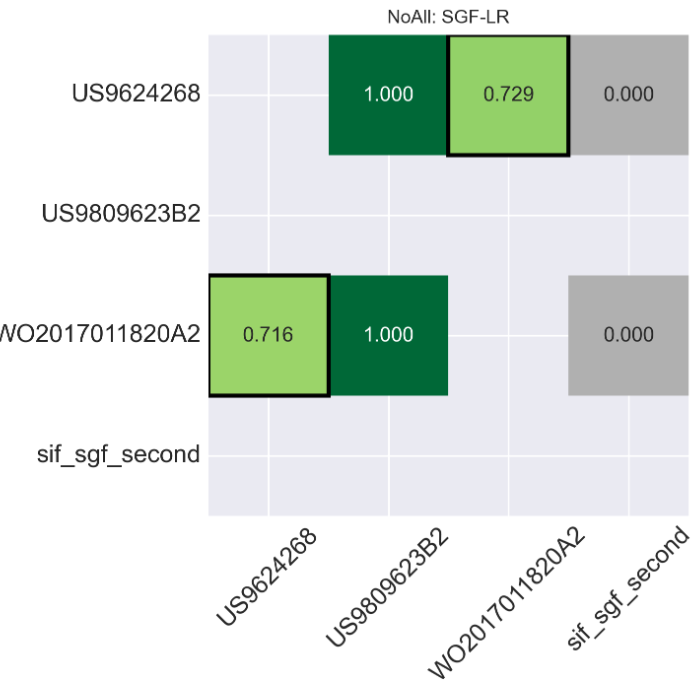 NoAll: SGF-LR
US9624268
1.000
0.729
0.000
US9809623B2
WO2017011820A2
0.716
1.000
0.000
sif_sgf_second
US9624268
US9809623B2
WO2017011820A2
sif_sgf_second